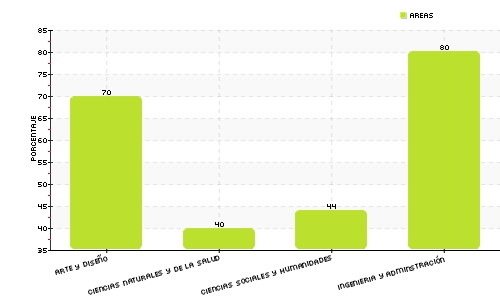 AREAS
85
80
75
70
65
60
55
50
45
40
35
PORCENTAJE
70
40
44
80
ARTE Y DISEÑO
CIENCIAS NATURALES Y DE LA SALUD
CIENCIAS SOCIALES Y HUMANIDADES
INGENIERIA Y ADMINISTRACIÓN